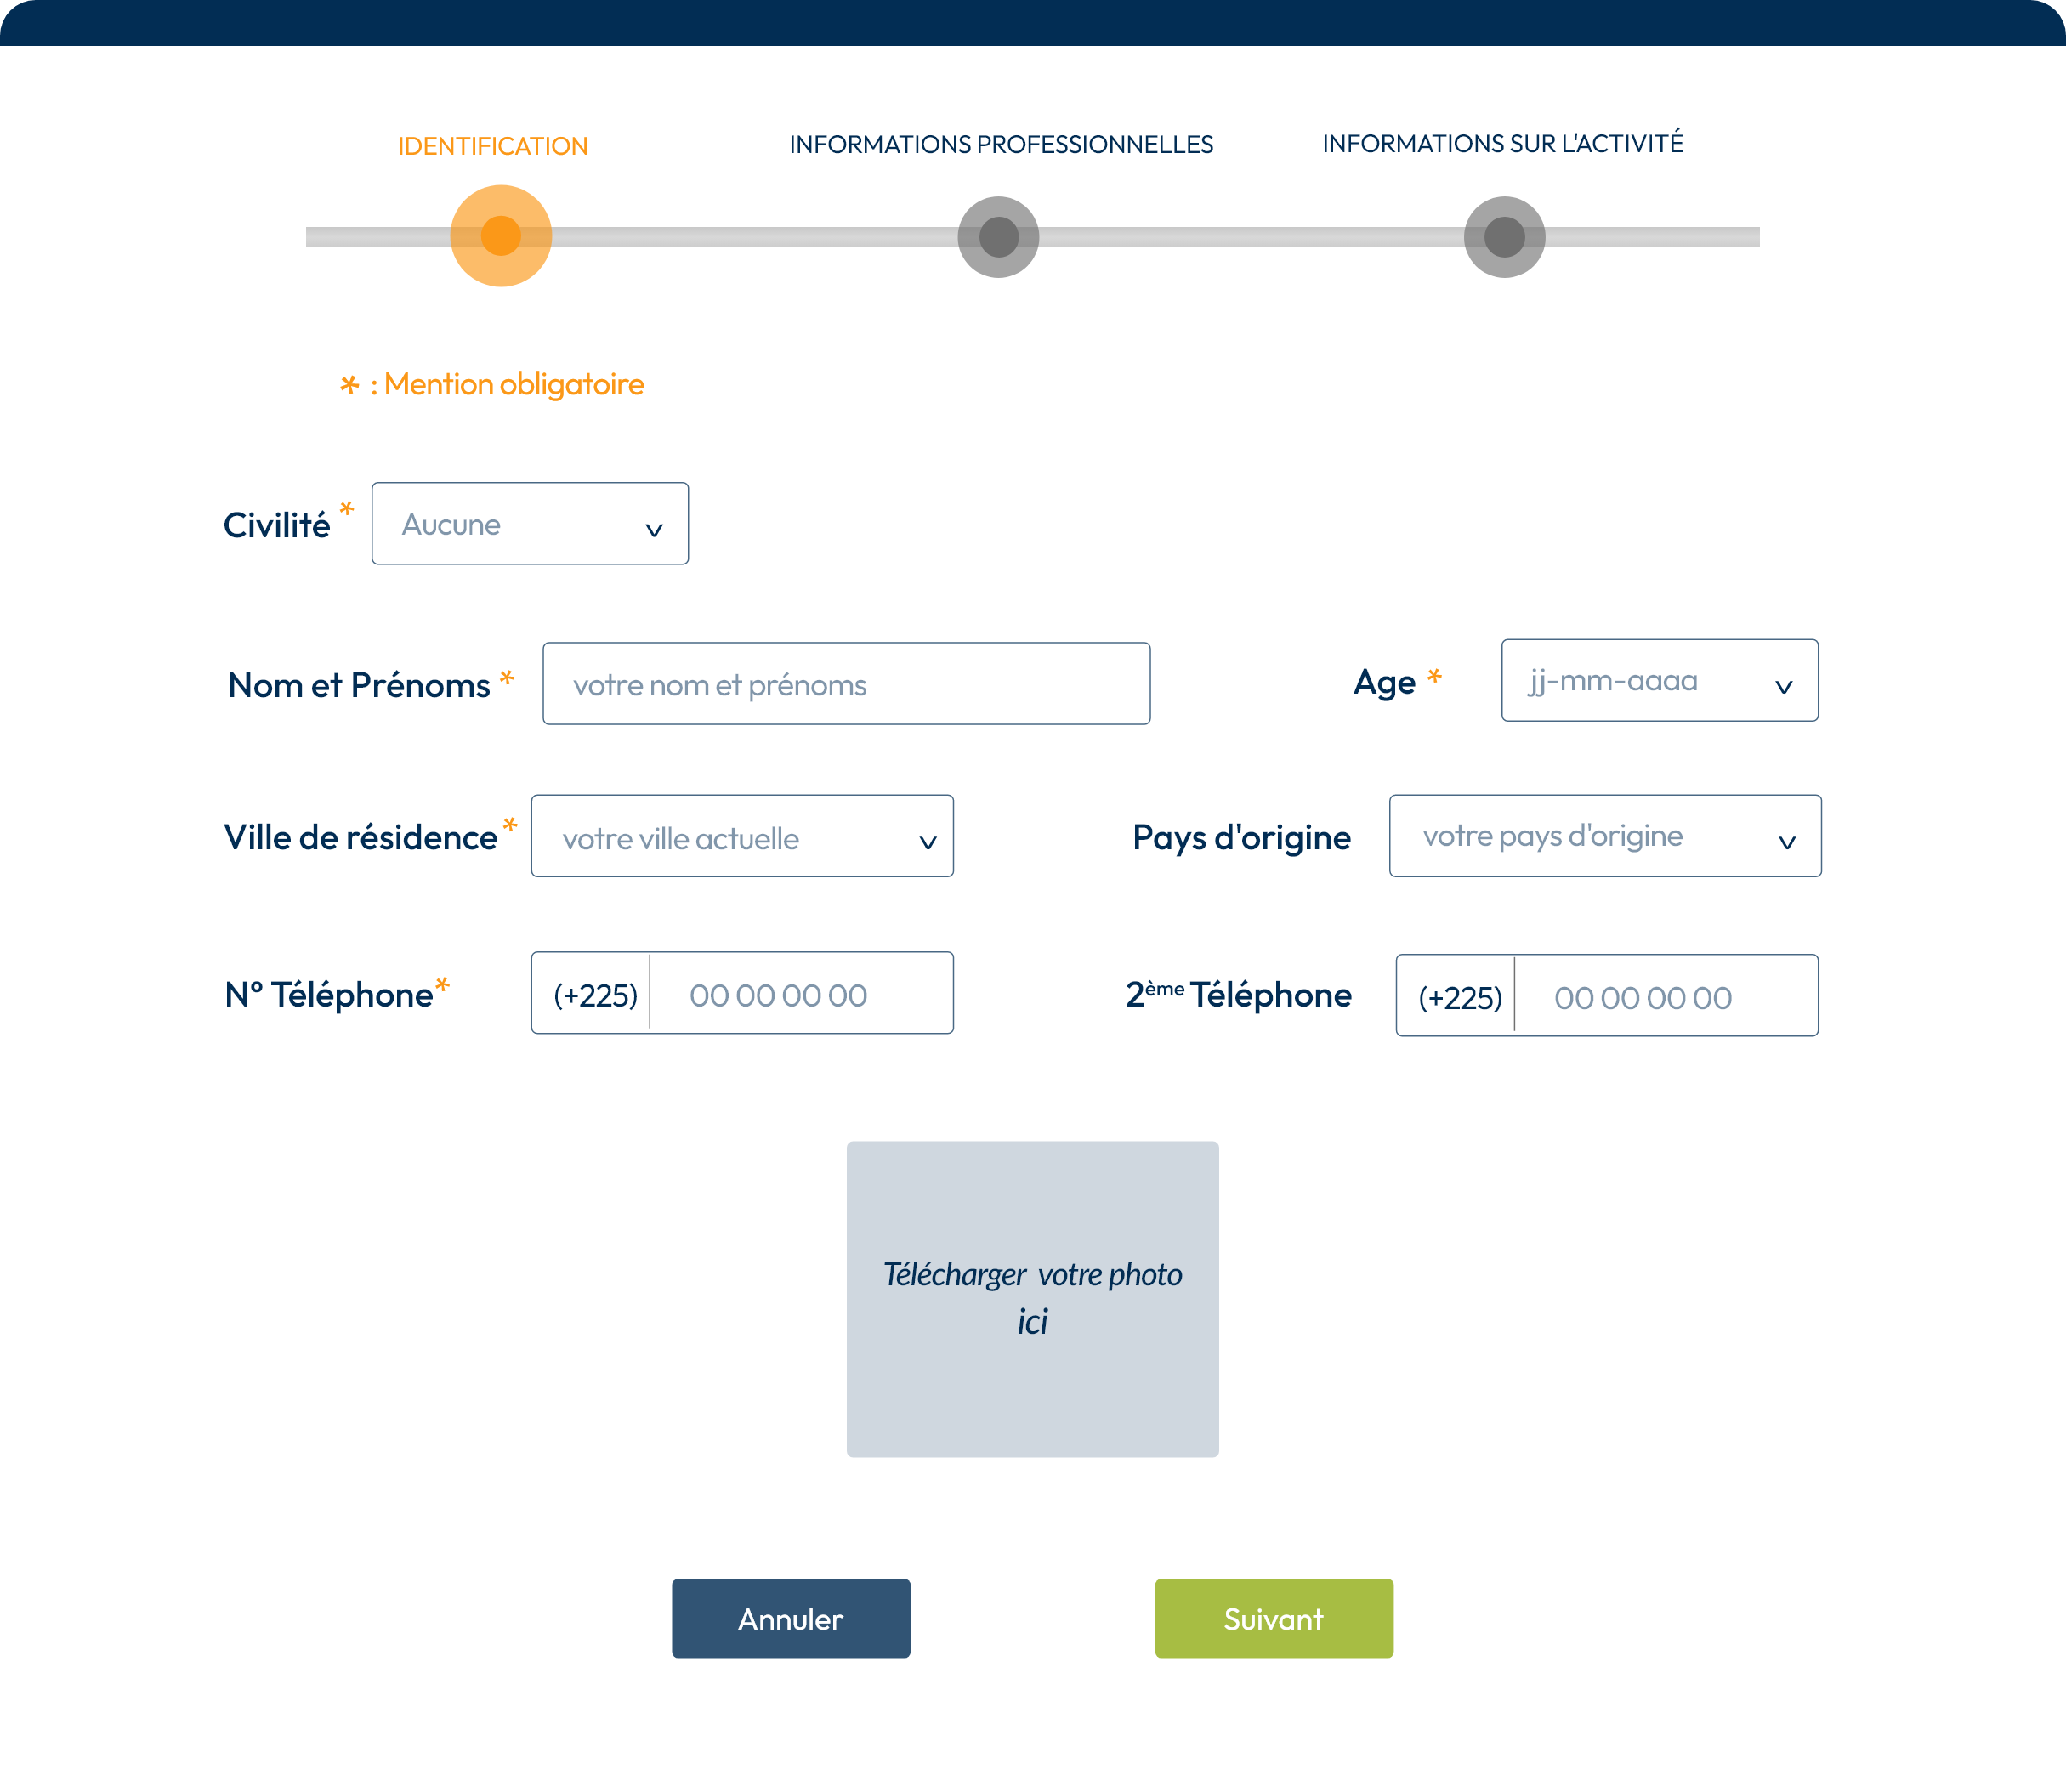 IDENTIFICATION INFORMATIONS PROFESSIONNELLES INFORMATIONS SUR L'ACTIVITÉ
* : Mention obligatoire
Civilité * Aucune
Nom et Prénoms * votre nom et prénoms Age * jj-mm-aaaa
Ville de résidence * votre ville actuelle Pays d'origine votre pays d'origine
N° Téléphone* (+225) 00 00 00 00 2ème Téléphone (+225) 00 00 00 00
Télécharger votre photo
ici
Annuler Suivant